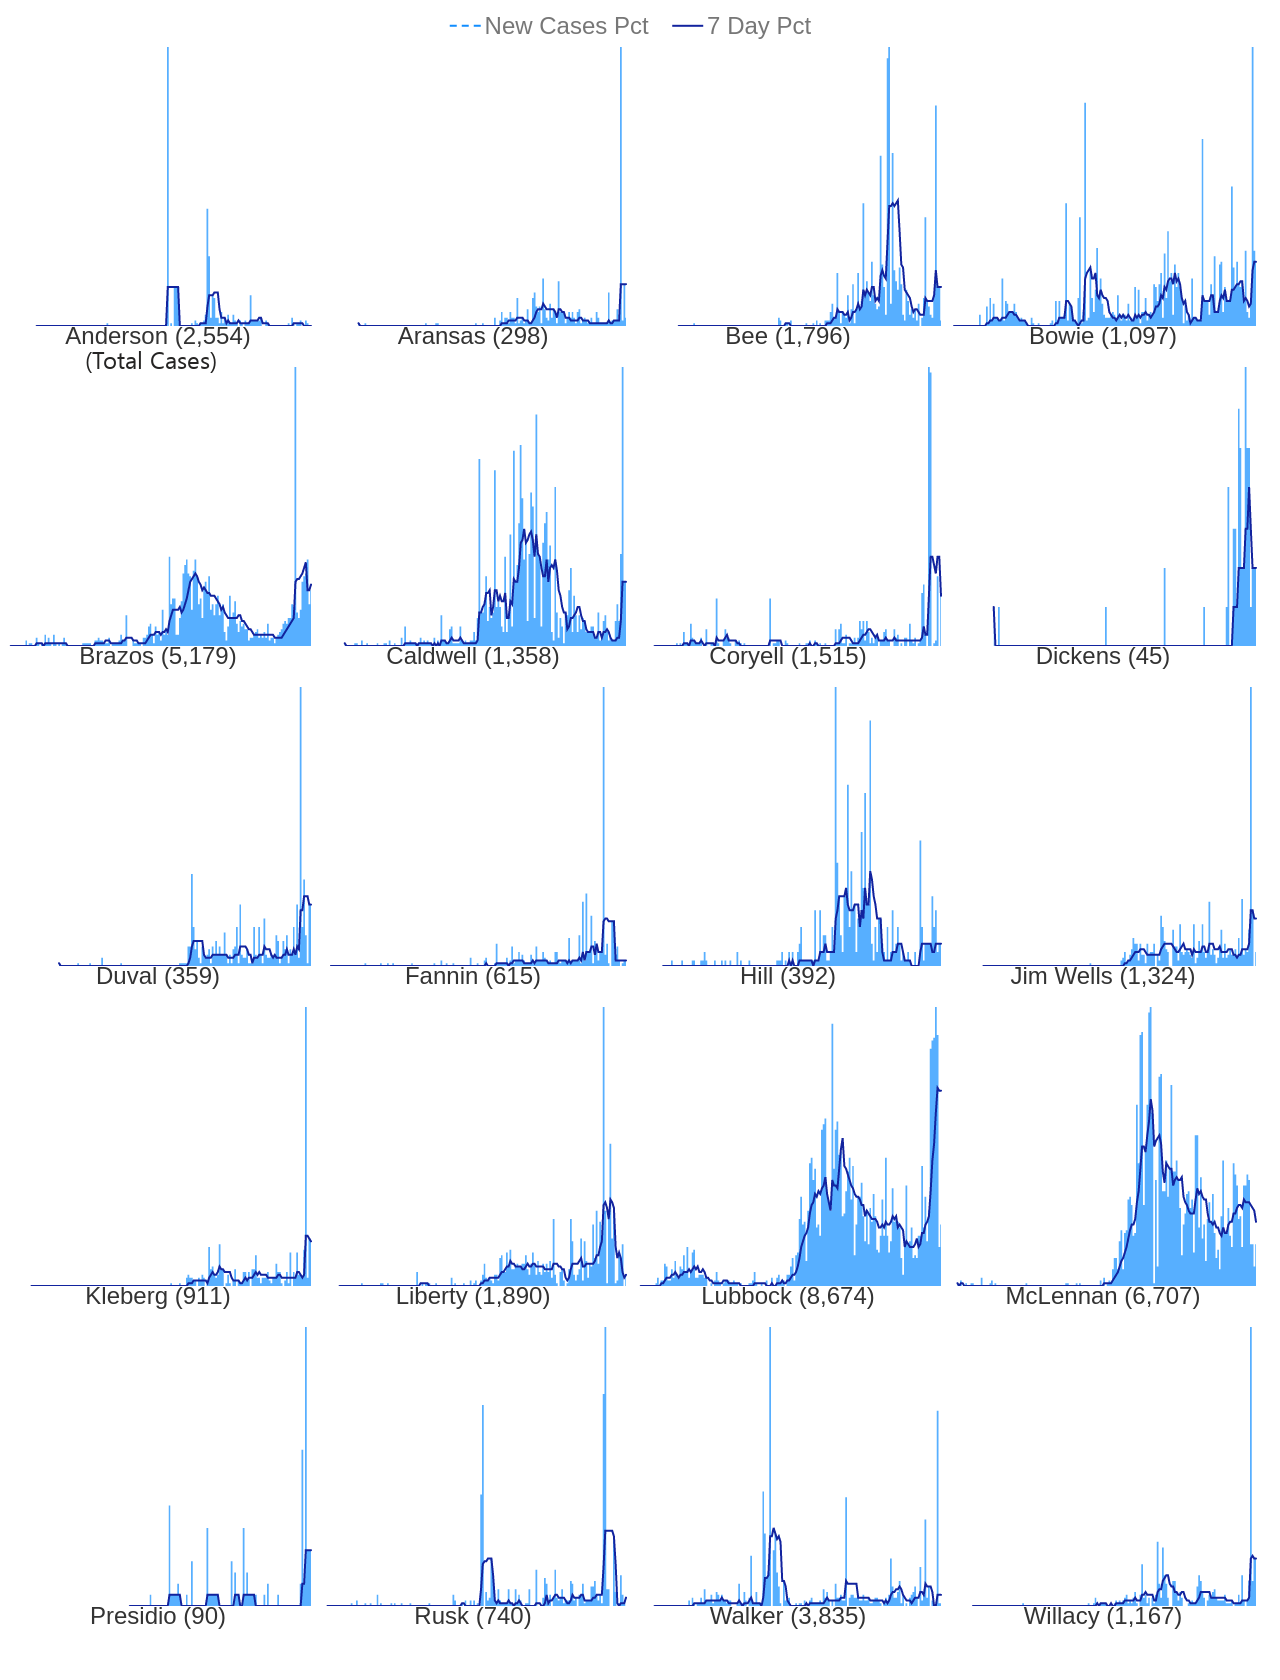 New Cases Pct 7 Day Pct
Anderson (2,554) Aransas (298) Bee (1,796) Bowie (1,097)
(Total Cases)
Brazos (5,179) Caldwell (1,358) Coryell (1,515) Dickens (45)
Duval (359) Fannin (615) Hill (392) Jim Wells (1,324)
Kleberg (911) Liberty (1,890) Lubbock (8,674) McLennan (6,707)
Presidio (90) Rusk (740) Walker (3,835) Willacy (1,167)